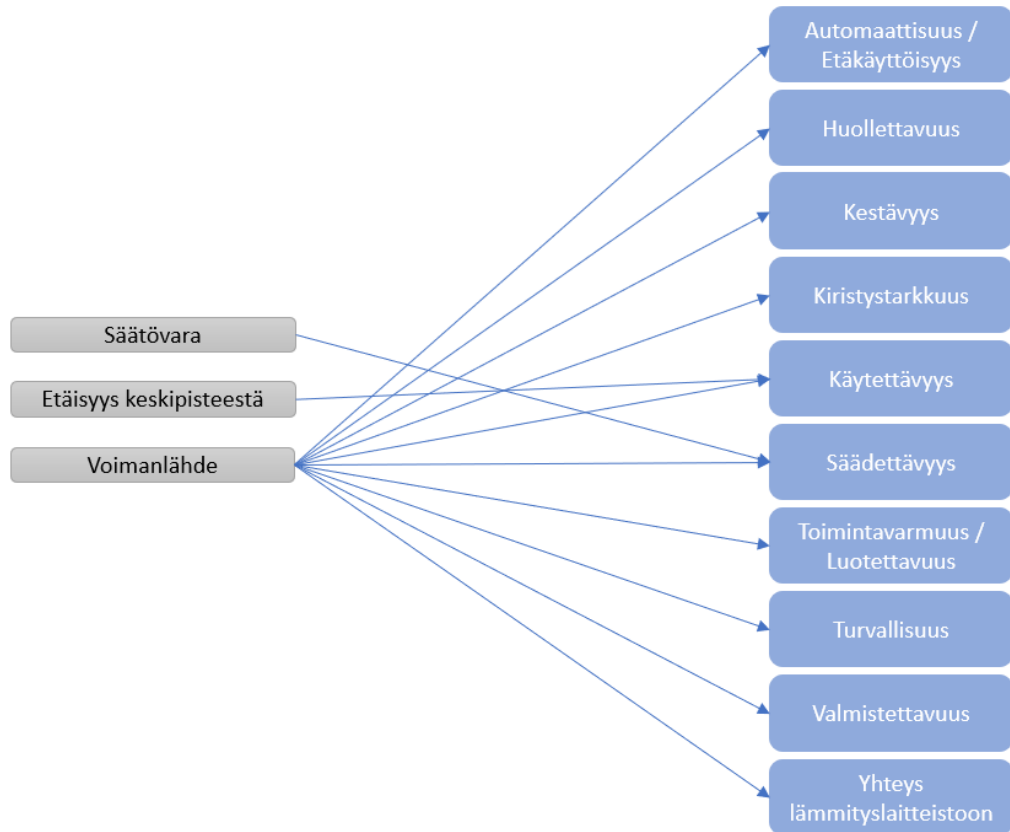 Säätövara
Etäisyys keskipisteestä
Voimanlähde
Automaattisuus /
Etäkäyttöisyys
Huollettavuus
Kestävyys
Kiristystarkkuus
Käytettävyys
Säädettävyys
Toimintavarmuus /
Luotettavuus
Turvallisuus
Valmistettavuus
Yhteys
lämmityslaitteistoon